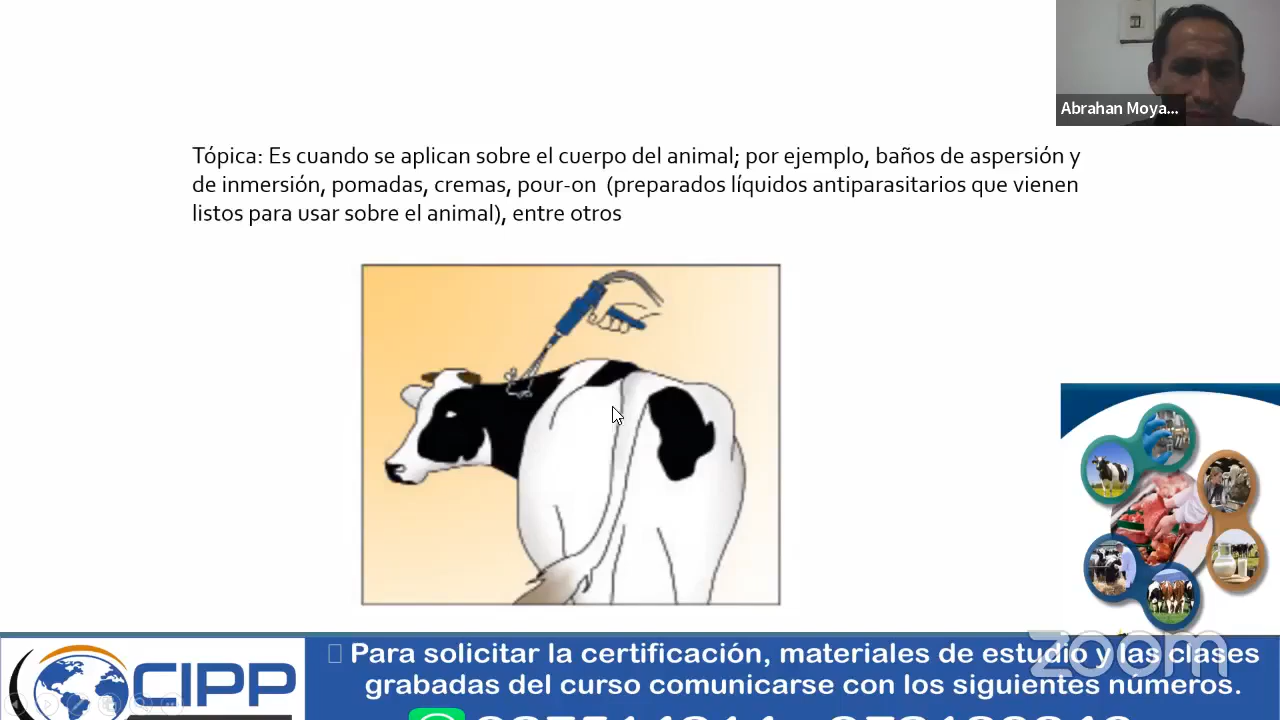 Abrahan Moya...
Tópica: Es cuando se aplican sobre el cuerpo del animal; por ejemplo, baños de aspersión y
de inmersión, pomadas, cremas, pour-on (preparados líquidos antiparasitarios que vienen
listos para usar sobre el animal), entre otros
CIPP
Para solicitar la certificación, materiales de estudio y las clases
grabadas del curso comunicarse con los siguientes números.
zoom